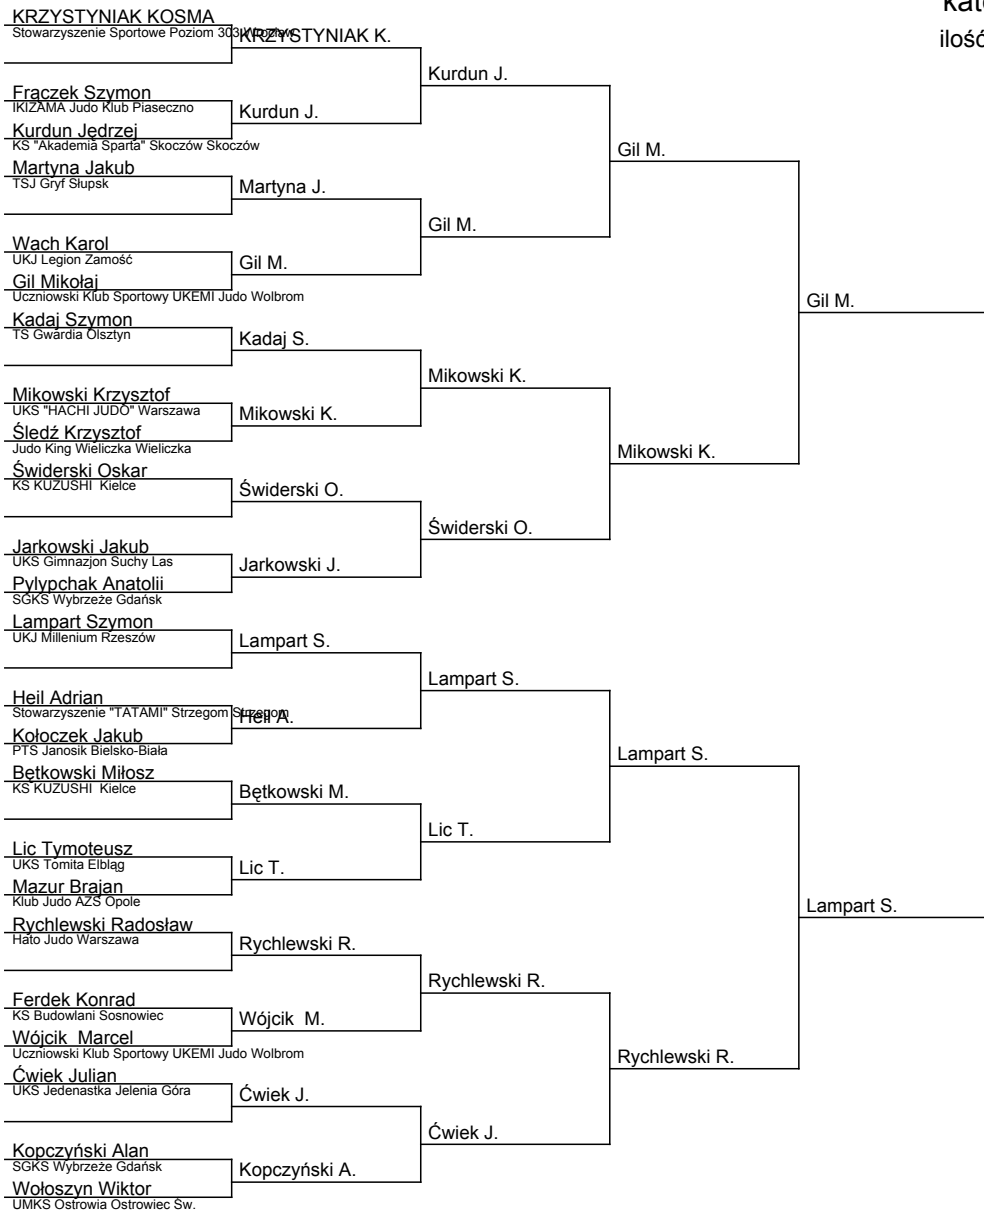 KRZYSTYNIAK KOSMA
Stowarzyszenie Sportowe Poziom 303 Wrocław
KRZYSTYNIAK K.
ilość
Kurdun J.
Frączek Szymon
IKIZAMA Judo Klub Piaseczno
Kurdun J.
Kurdun Jędrzej
KS "Akademia Sparta" Skoczów Skoczów
Gil M.
Martyna Jakub
TSJ Gryf Słupsk
Martyna J.
Gil M.
Wach Karol
UKJ Legion Zamość
Gil M.
Gil Mikołaj
Uczniowski Klub Sportowy UKEMI Judo Wolbrom
Gil M.
Kadaj Szymon
TS Gwardia Olsztyn
Kadaj S.
Mikowski K.
Mikowski Krzysztof
UKS "HACHI JUDO" Warszawa
Mikowski K.
Śledź Krzysztof
Judo King Wieliczka Wieliczka
Mikowski K.
Świderski Oskar
KS KUZUSHI Kielce
Świderski O.
Świderski O.
Jarkowski Jakub
UKS Gimnazjon Suchy Las
Jarkowski J.
Pylypchak Anatolii
SGKS Wybrzeże Gdańsk
Lampart Szymon
UKJ Millenium Rzeszów
Lampart S.
Lampart S.
Heil Adrian
Stowarzyszenie "TATAMI" Strzegom Strzegom
Heil A.
Kołoczek Jakub
PTS Janosik Bielsko-Biała
Lampart S.
Bętkowski Miłosz
KS KUZUSHI Kielce
Bętkowski M.
Lic T.
Lic Tymoteusz
UKS Tomita Elbląg
Lic T.
Mazur Brajan
Klub Judo AZS Opole
Lampart S.
Rychlewski Radosław
Hato Judo Warszawa
Rychlewski R.
Rychlewski R.
Ferdek Konrad
KS Budowlani Sosnowiec
Wójcik M.
Wójcik Marcel
Uczniowski Klub Sportowy UKEMI Judo Wolbrom
Rychlewski R.
Ćwiek Julian
UKS Jedenastka Jelenia Góra
Ćwiek J.
Ćwiek J.
Kopczyński Alan
SGKS Wybrzeże Gdańsk
Kopczyński A.
Wołoszyn Wiktor
UMKS Ostrowia Ostrowiec Św.